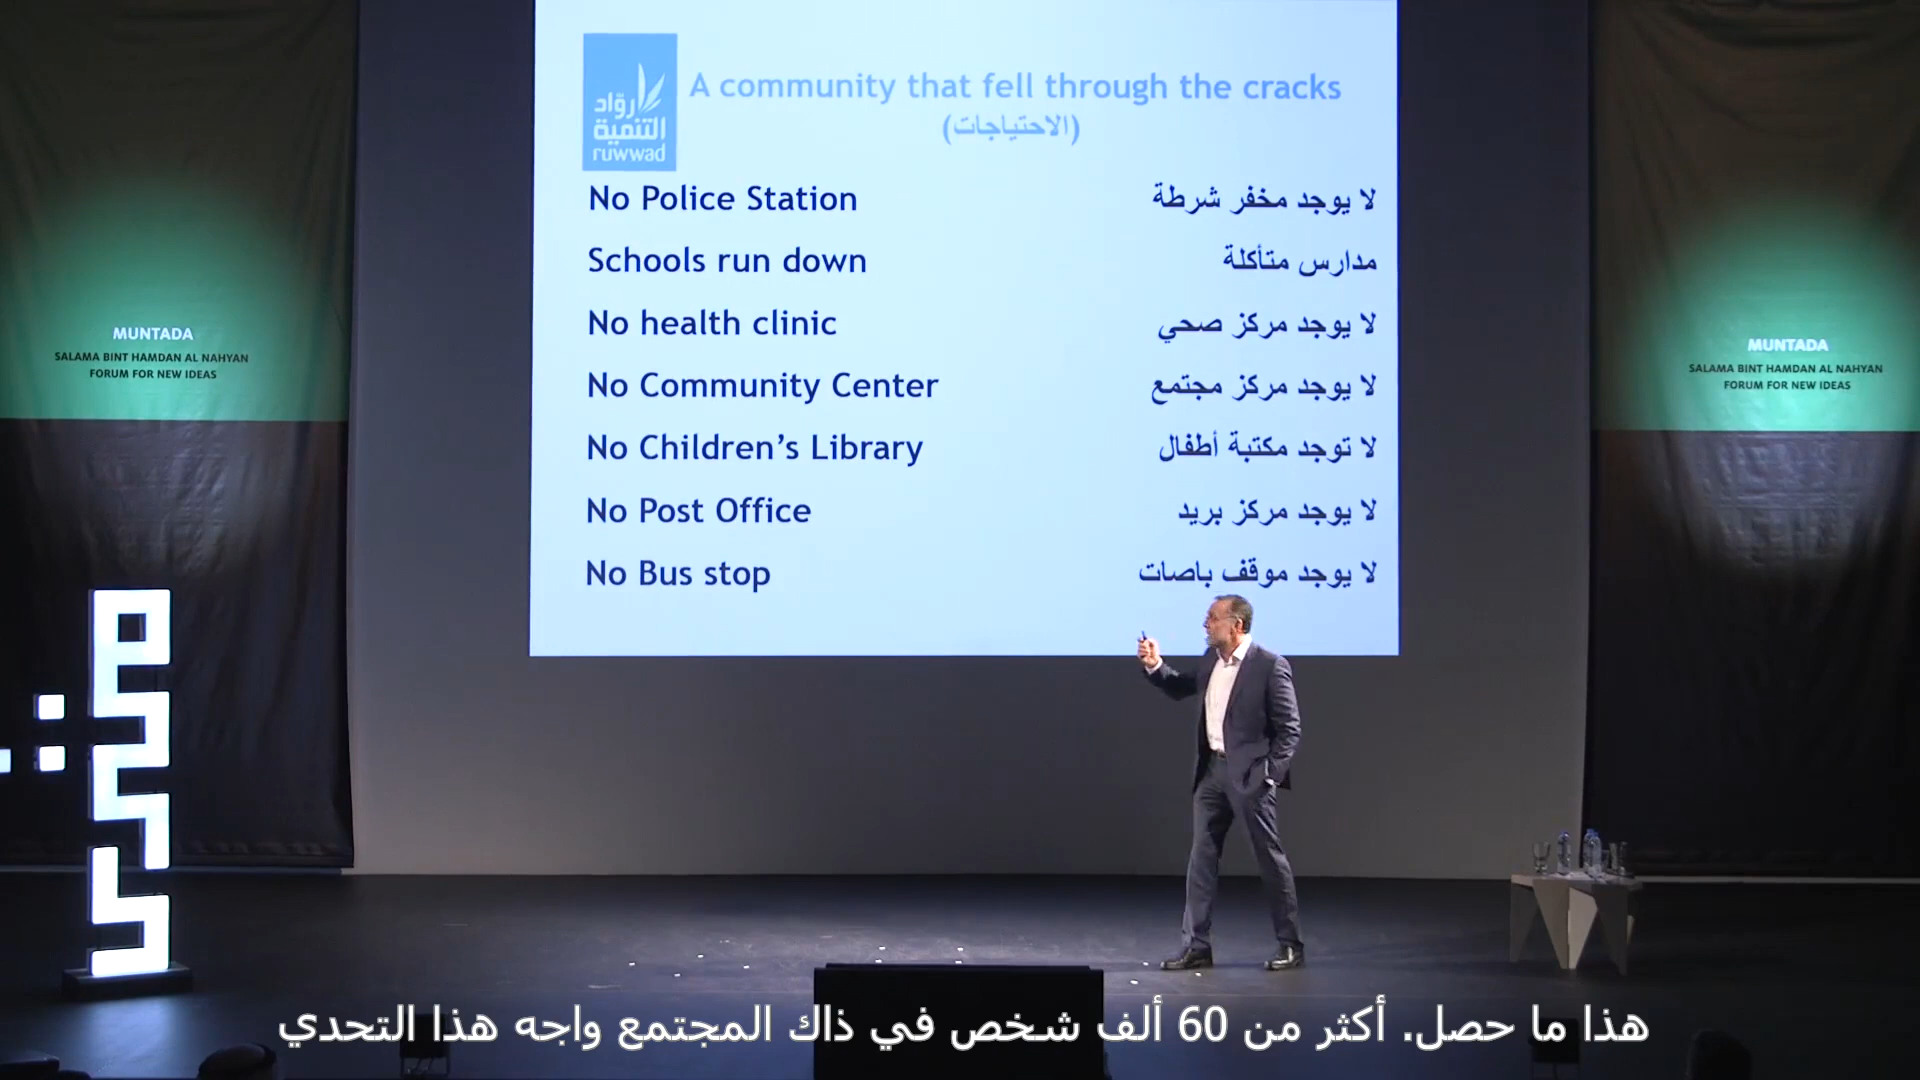 روّاد
التنمية
ruwwad
A community that fell through the cracks
(الاحتياجات)
No Police Station
لا يوجد مخفر شرطة
Schools run down
مدارس متأكلة
No health clinic
لا يوجد مركز صحي
No Community Center
لا يوجد مركز مجتمع
No Children's Library
لا توجد مكتبة أطفال
No Post Office
لا يوجد مركز بريد
No Bus stop
لا يوجد موقف باصات
MUNTADA
SALAMA BINT HAMDAN AL NAHYAN
FORUM FOR NEW IDEAS
MUNTADA
SALAMA BINT HAMDAN AL NAHYAN
FORUM FOR NEW IDEAS
هذا ما حصل. أكثر من 60 ألف شخص في ذاك المجتمع واجه هذا التحدي